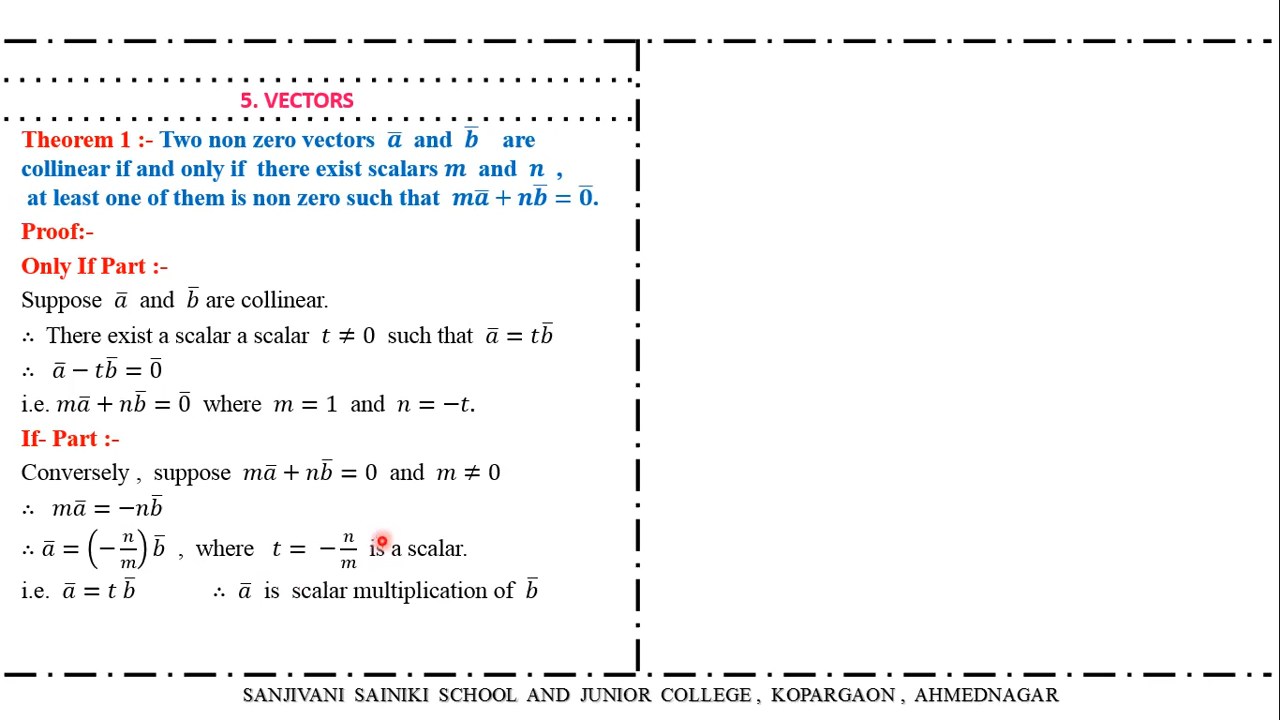 5. VECTORS
Theorem 1 :- Two non zero vectors a̅ and b̅ are
collinear if and only if there exist scalars m and n ,
at least one of them is non zero such that ma̅ + nb̅ = 0̅.
Proof:-
Only If Part :-
Suppose a̅ and b̅ are collinear.
∴ There exist a scalar a scalar t ≠ 0 such that a̅ = tb̅
∴ a̅ − tb̅ = 0̅
i.e. ma̅ + nb̅ = 0̅ where m = 1 and n = −t.
If- Part :-
Conversely , suppose ma̅ + nb̅ = 0 and m ≠ 0
∴ ma̅ = −nb̅
∴ a̅ = (−n/m) b̅ , where t = −n/m is a scalar.
i.e. a̅ = t b̅ ∴ a̅ is scalar multiplication of b̅
SANJIVANI SAINIKI SCHOOL AND JUNIOR COLLEGE , KOPARGAON , AHMEDNAGAR